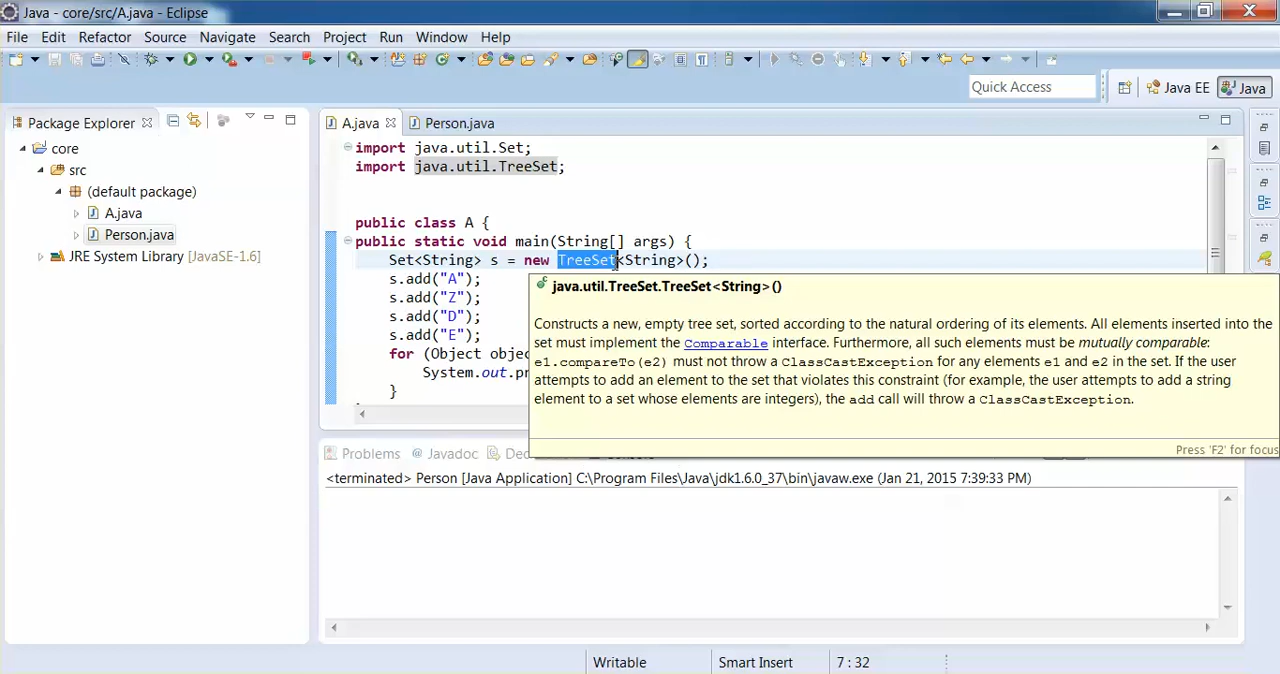 Java - core/src/A.java - Eclipse
File Edit Refactor Source Navigate Search Project Run Window Help
Quick Access Java EE Java
Package Explorer
core
src
(default package)
A.java
Person.java
JRE System Library [JavaSE-1.6]
A.java Person.java
import java.util.Set;
import java.util.TreeSet;
public class A {
public static void main(String[] args) {
Set<String> s = new TreeSet<String>();
s.add("A");
s.add("Z");
s.add("D");
s.add("E");
for (Object objec
System.out.pr
}
java.util.TreeSet.TreeSet<String>()
Constructs a new, empty tree set, sorted according to the natural ordering of its elements. All elements inserted into the
set must implement the Comparable interface. Furthermore, all such elements must be mutually comparable:
e1.compareTo(e2) must not throw a ClassCastException for any elements e1 and e2 in the set. If the user
attempts to add an element to the set that violates this constraint (for example, the user attempts to add a string
element to a set whose elements are integers), the add call will throw a ClassCastException.
Press 'F2' for focus
Problems @ Javadoc
<terminated> Person [Java Application] C:\Program Files\Java\jdk1.6.0_37\bin\javaw.exe (Jan 21, 2015 7:39:33 PM)
Writable Smart Insert 7 : 32